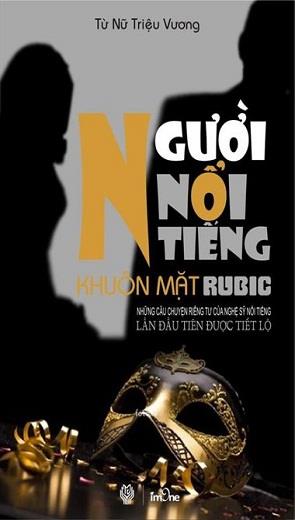 Từ Nữ Triệu Vương
NGƯỜI
NỔI
TIẾNG
KHUÔN MẶT RUBIC
NHỮNG CÂU CHUYỆN RIÊNG TƯ CỦA NGHỆ SỸ NỔI TIẾNG
LẦN ĐẦU TIÊN ĐƯỢC TIẾT LỘ
imOne